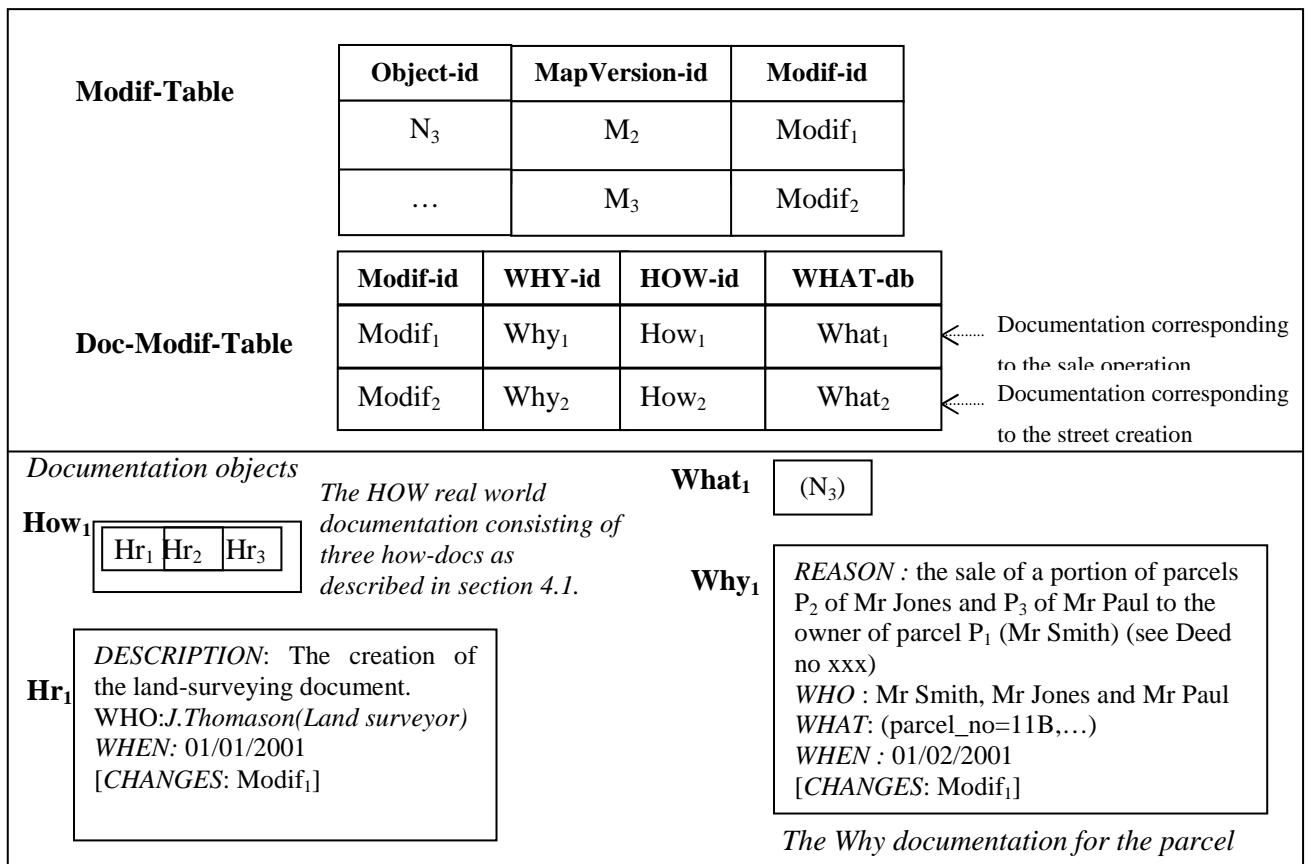 Modif-Table
Object-id MapVersion-id Modif-id
N₃ M₂ Modif₁
… M₃ Modif₂
Doc-Modif-Table
Modif-id WHY-id HOW-id WHAT-db
Modif₁ Why₁ How₁ What₁
Modif₂ Why₂ How₂ What₂
Documentation corresponding
to the sale operation
Documentation corresponding
to the street creation
Documentation objects
How₁
Hr₁ Hr₂ Hr₃
The HOW real world
documentation consisting of
three how-docs as
described in section 4.1.
Hr₁
DESCRIPTION: The creation of
the land-surveying document.
WHO:J.Thomason(Land surveyor)
WHEN: 01/01/2001
[CHANGES: Modif₁]
What₁
(N₃)
Why₁
REASON : the sale of a portion of parcels
P₂ of Mr Jones and P₃ of Mr Paul to the
owner of parcel P₁ (Mr Smith) (see Deed
no xxx)
WHO : Mr Smith, Mr Jones and Mr Paul
WHAT: (parcel_no=11B,…)
WHEN : 01/02/2001
[CHANGES: Modif₁]
The Why documentation for the parcel